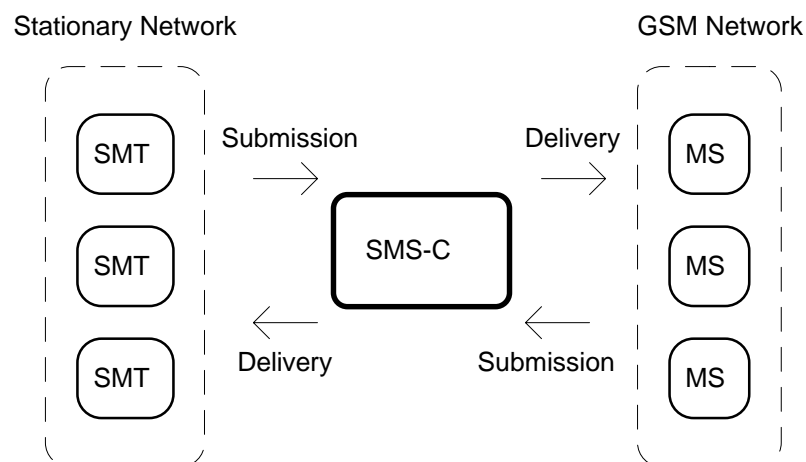 Stationary Network
GSM Network
SMT
Submission
Delivery
MS
SMT
SMS-C
MS
Delivery
Submission
SMT
MS